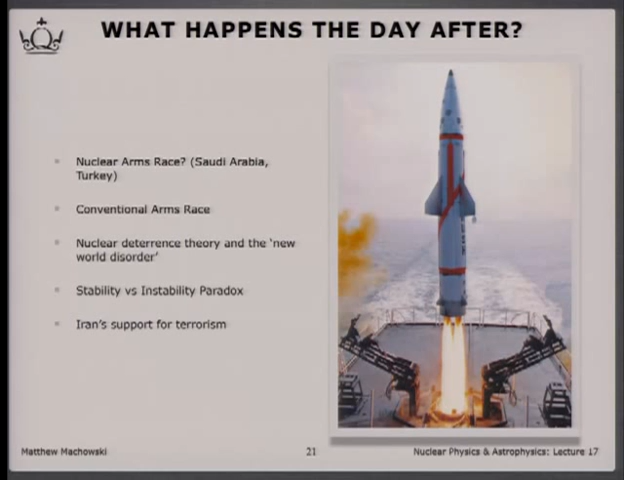 WHAT HAPPENS THE DAY AFTER?
Nuclear Arms Race? (Saudi Arabia,
Turkey)
Conventional Arms Race
Nuclear deterrence theory and the 'new
world disorder'
Stability vs Instability Paradox
Iran's support for terrorism
Matthew Machowski
21
Nuclear Physics & Astrophysics: Lecture 17